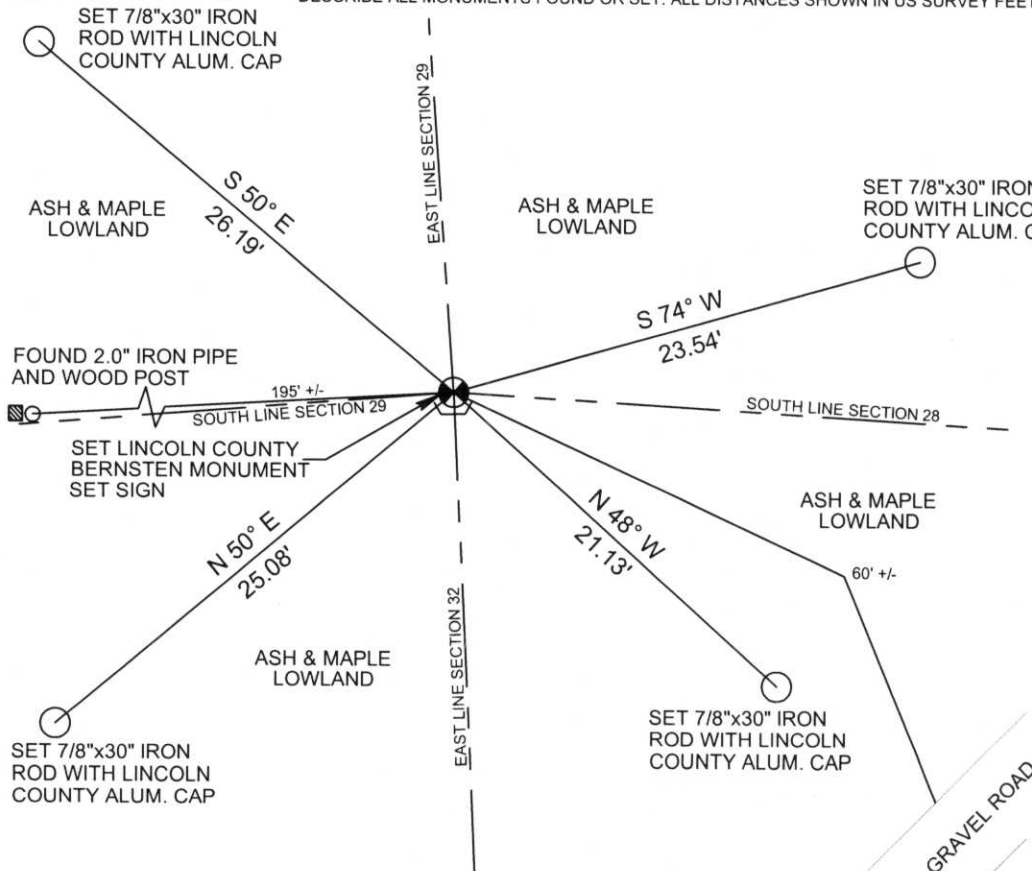 DESCRIBE ALL MONUMENTS FOUND OR SET. ALL DISTANCES SHOWN IN US SURVEY FEET
SET 7/8"x30" IRON
ROD WITH LINCOLN
COUNTY ALUM. CAP
EAST LINE SECTION 29
S 50° E
26.19'
ASH & MAPLE
LOWLAND
ASH & MAPLE
LOWLAND
SET 7/8"x30" IRON
ROD WITH LINCO
COUNTY ALUM. C
S 74° W
23.54'
FOUND 2.0" IRON PIPE
AND WOOD POST
195' +/-
SOUTH LINE SECTION 29
SOUTH LINE SECTION 28
SET LINCOLN COUNTY
BERNSTEN MONUMENT
SET SIGN
N 50° E
25.08'
N 48° W
21.13'
ASH & MAPLE
LOWLAND
60' +/-
EAST LINE SECTION 32
ASH & MAPLE
LOWLAND
SET 7/8"x30" IRON
ROD WITH LINCOLN
COUNTY ALUM. CAP
SET 7/8"x30" IRON
ROD WITH LINCOLN
COUNTY ALUM. CAP
GRAVEL ROAD